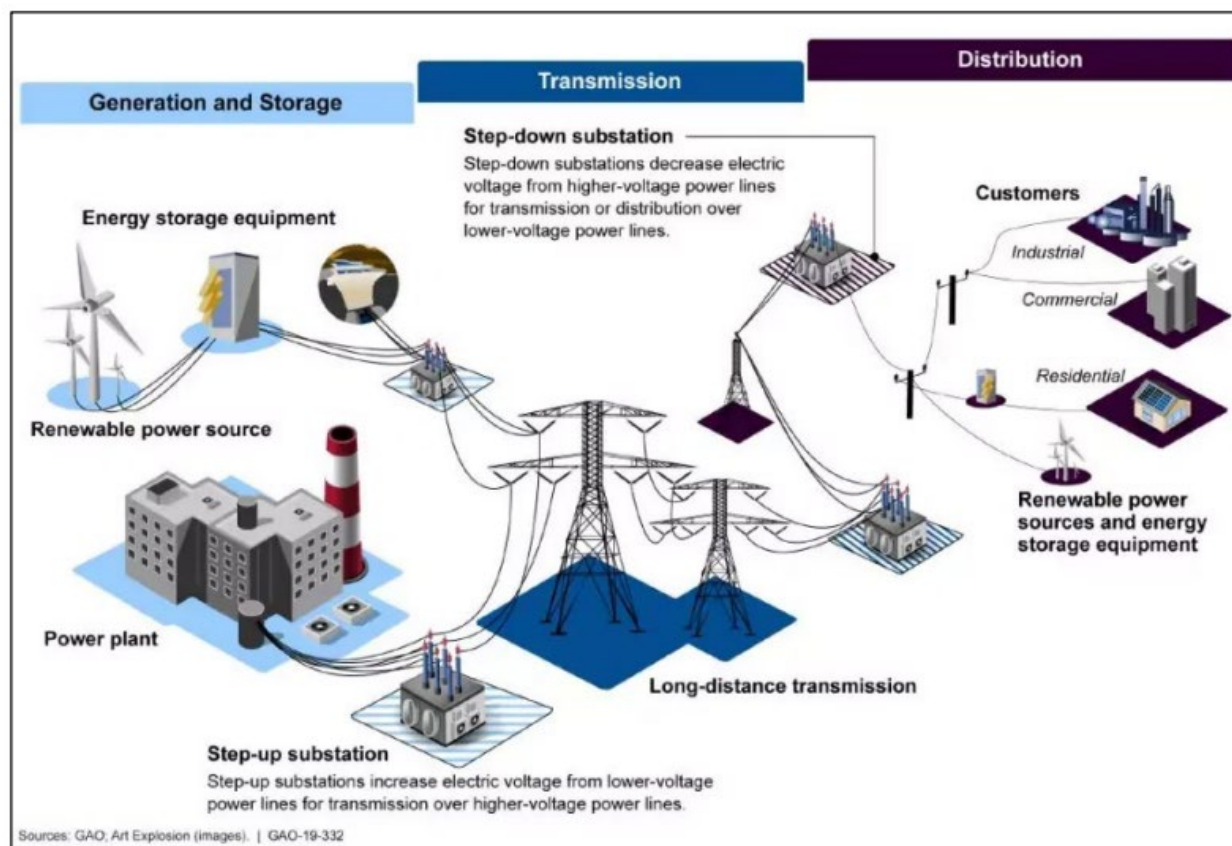 Generation and Storage
Transmission
Distribution
Step-down substation
Step-down substations decrease electric
voltage from higher-voltage power lines
for transmission or distribution over
lower-voltage power lines.
Energy storage equipment
Renewable power source
Power plant
Step-up substation
Step-up substations increase electric voltage from lower-voltage
power lines for transmission over higher-voltage power lines.
Long-distance transmission
Customers
Industrial
Commercial
Residential
Renewable power
sources and energy
storage equipment
Sources: GAO; Art Explosion (images). | GAO-19-332